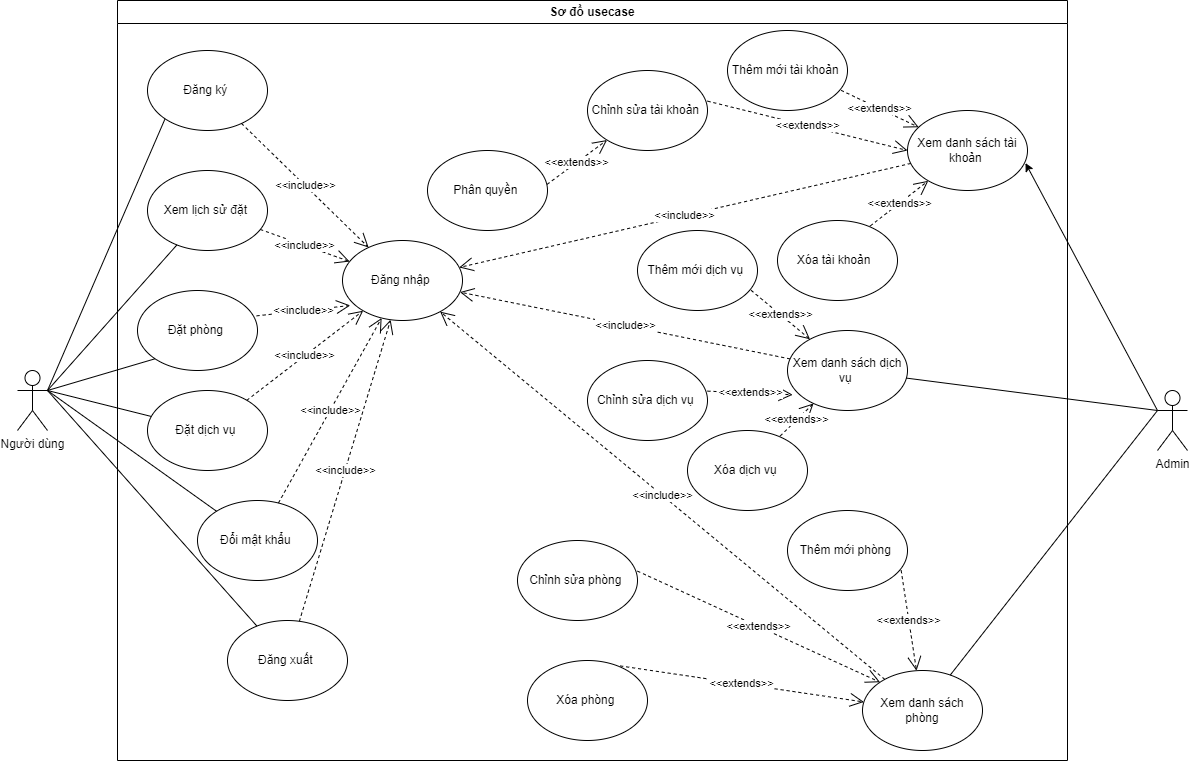 Sơ đồ usecase
Đăng ký
Thêm mới tài khoản
Chỉnh sửa tài khoản
<<extends>>
<<extends>>
Xem danh sách tài
khoản
<<extends>>
Phân quyền
<<include>>
Xem lịch sử đặt
<<extends>>
<<include>>
<<include>>
Xóa tài khoản
Thêm mới dịch vụ
Đăng nhập
<<include>>
<<extends>>
Đặt phòng
<<include>>
<<include>>
Xem danh sách dịch
vụ
<<extends>>
Chỉnh sửa dịch vụ
<<include>>
<<extends>>
Đặt dịch vụ
Người dùng
Admin
<<include>>
Xóa dịch vụ
<<include>>
Đổi mật khẩu
Thêm mới phòng
Chỉnh sửa phòng
<<extends>>
<<extends>>
Đăng xuất
<<extends>>
Xóa phòng
Xem danh sách
phòng